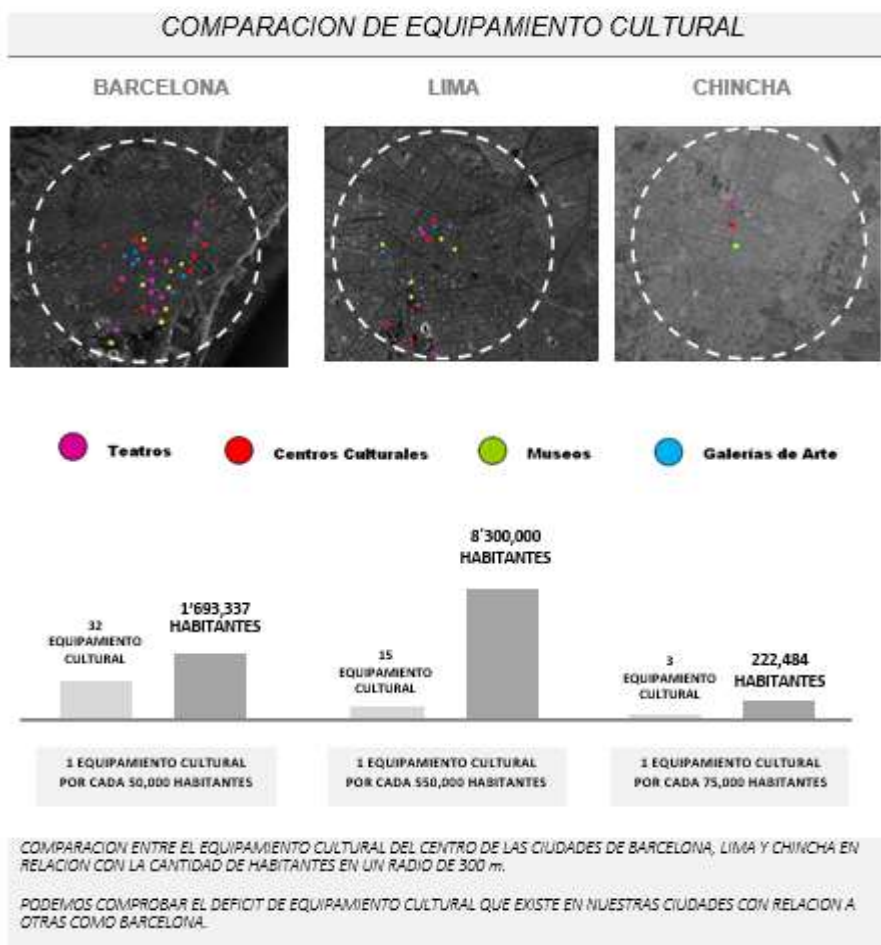 COMPARACION DE EQUIPAMIENTO CULTURAL
BARCELONA
LIMA
CHINCHA
Teatros
Centros Culturales
Museos
Galerías de Arte
32
EQUIPAMIENTO
CULTURAL
1'693,337
HABITANTES
15
EQUIPAMIENTO
CULTURAL
8'300,000
HABITANTES
3
EQUIPAMIENTO
CULTURAL
222,484
HABITANTES
1 EQUIPAMIENTO CULTURAL
POR CADA 50,000 HABITANTES
1 EQUIPAMIENTO CULTURAL
POR CADA 550,000 HABITANTES
1 EQUIPAMIENTO CULTURAL
POR CADA 75,000 HABITANTES
COMPARACION ENTRE EL EQUIPAMIENTO CULTURAL DEL CENTRO DE LAS CIUDADES DE BARCELONA, LIMA Y CHINCHA EN
RELACION CON LA CANTIDAD DE HABITANTES EN UN RADIO DE 300 m.
PODEMOS COMPROBAR EL DEFICIT DE EQUIPAMIENTO CULTURAL QUE EXISTE EN NUESTRAS CIUDADES CON RELACION A
OTRAS COMO BARCELONA.